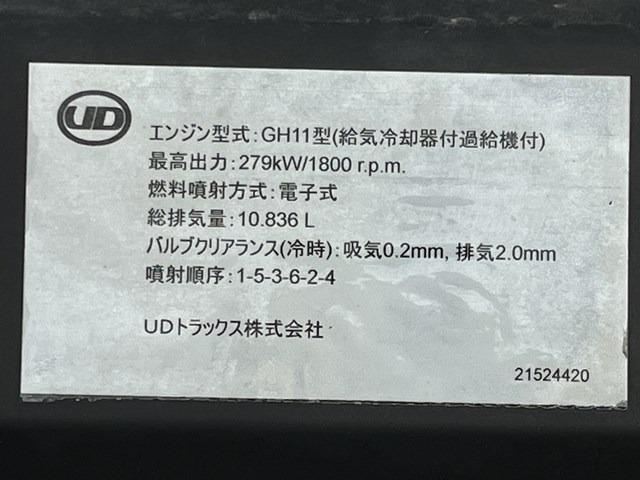 UD
エンジン型式:GH11型(給気冷却器付過給機付)
最高出力:279kW/1800 r.p.m.
燃料噴射方式:電子式
総排気量:10.836 L
バルブクリアランス(冷時):吸気0.2mm, 排気2.0mm
噴射順序:1-5-3-6-2-4
UDトラックス株式会社
21524420